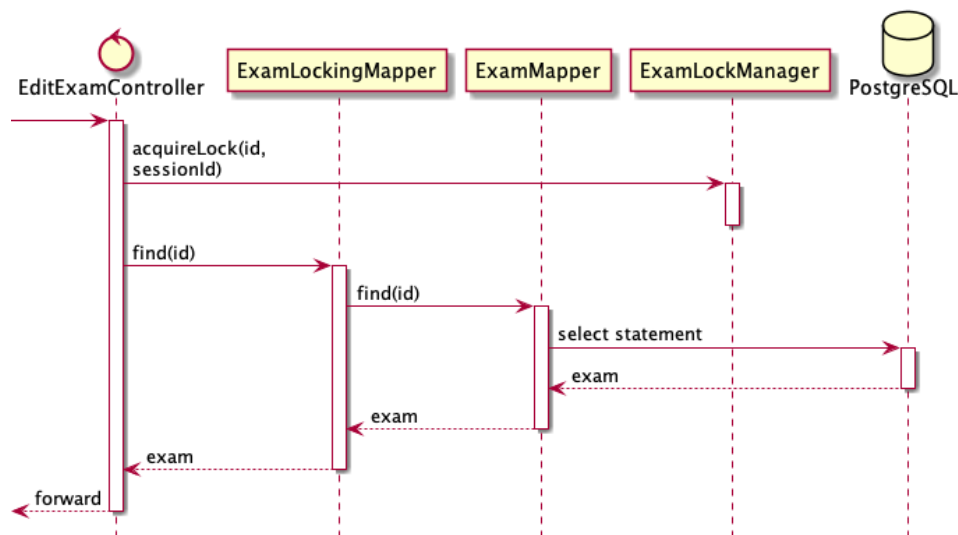 EditExamController
ExamLockingMapper
ExamMapper
ExamLockManager
PostgreSQL
acquireLock(id,
sessionId)
find(id)
find(id)
select statement
exam
exam
exam
forward